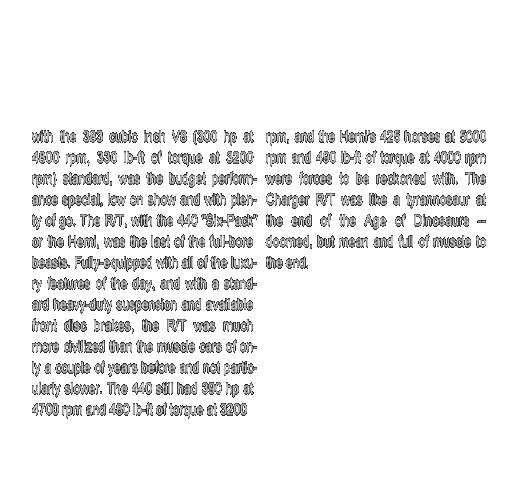 with the 383 cubic inch V8 (300 hp at
4800 rpm, 330 lb-ft of torque at 3200
rpm) standard, was the budget perform-
ance special, low on show and with plen-
ty of go. The R/T, with the 440 "Six-Pack"
or the Hemi, was the last of the full-bore
beasts. Fully-equipped with all of the luxu-
ry features of the day, and with a stand-
ard heavy-duty suspension and available
front disc brakes, the R/T was much
more civilized than the muscle cars of on-
ly a couple of years before and not partic-
ularly slower. The 440 still had 390 hp at
4700 rpm and 480 lb-ft of torque at 3200
rpm, and the Hemi's 425 horses at 5000
rpm and 490 lb-ft of torque at 4000 rpm
were forces to be reckoned with. The
Charger R/T was like a tyrannosaur at
the end of the Age of Dinosaurs —
doomed, but mean and full of muscle to
the end.